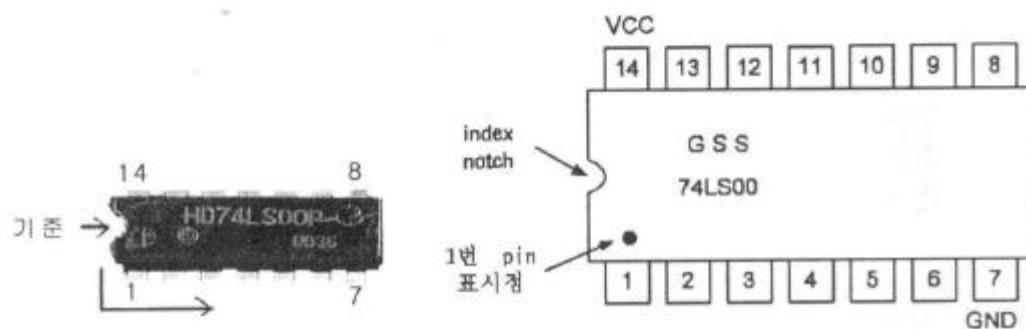 14 8
HD74LS00P
기준
1 7
VCC
14 13 12 11 10 9 8
index
notch
GSS
74LS00
1번 pin
표시점
1 2 3 4 5 6 7
GND